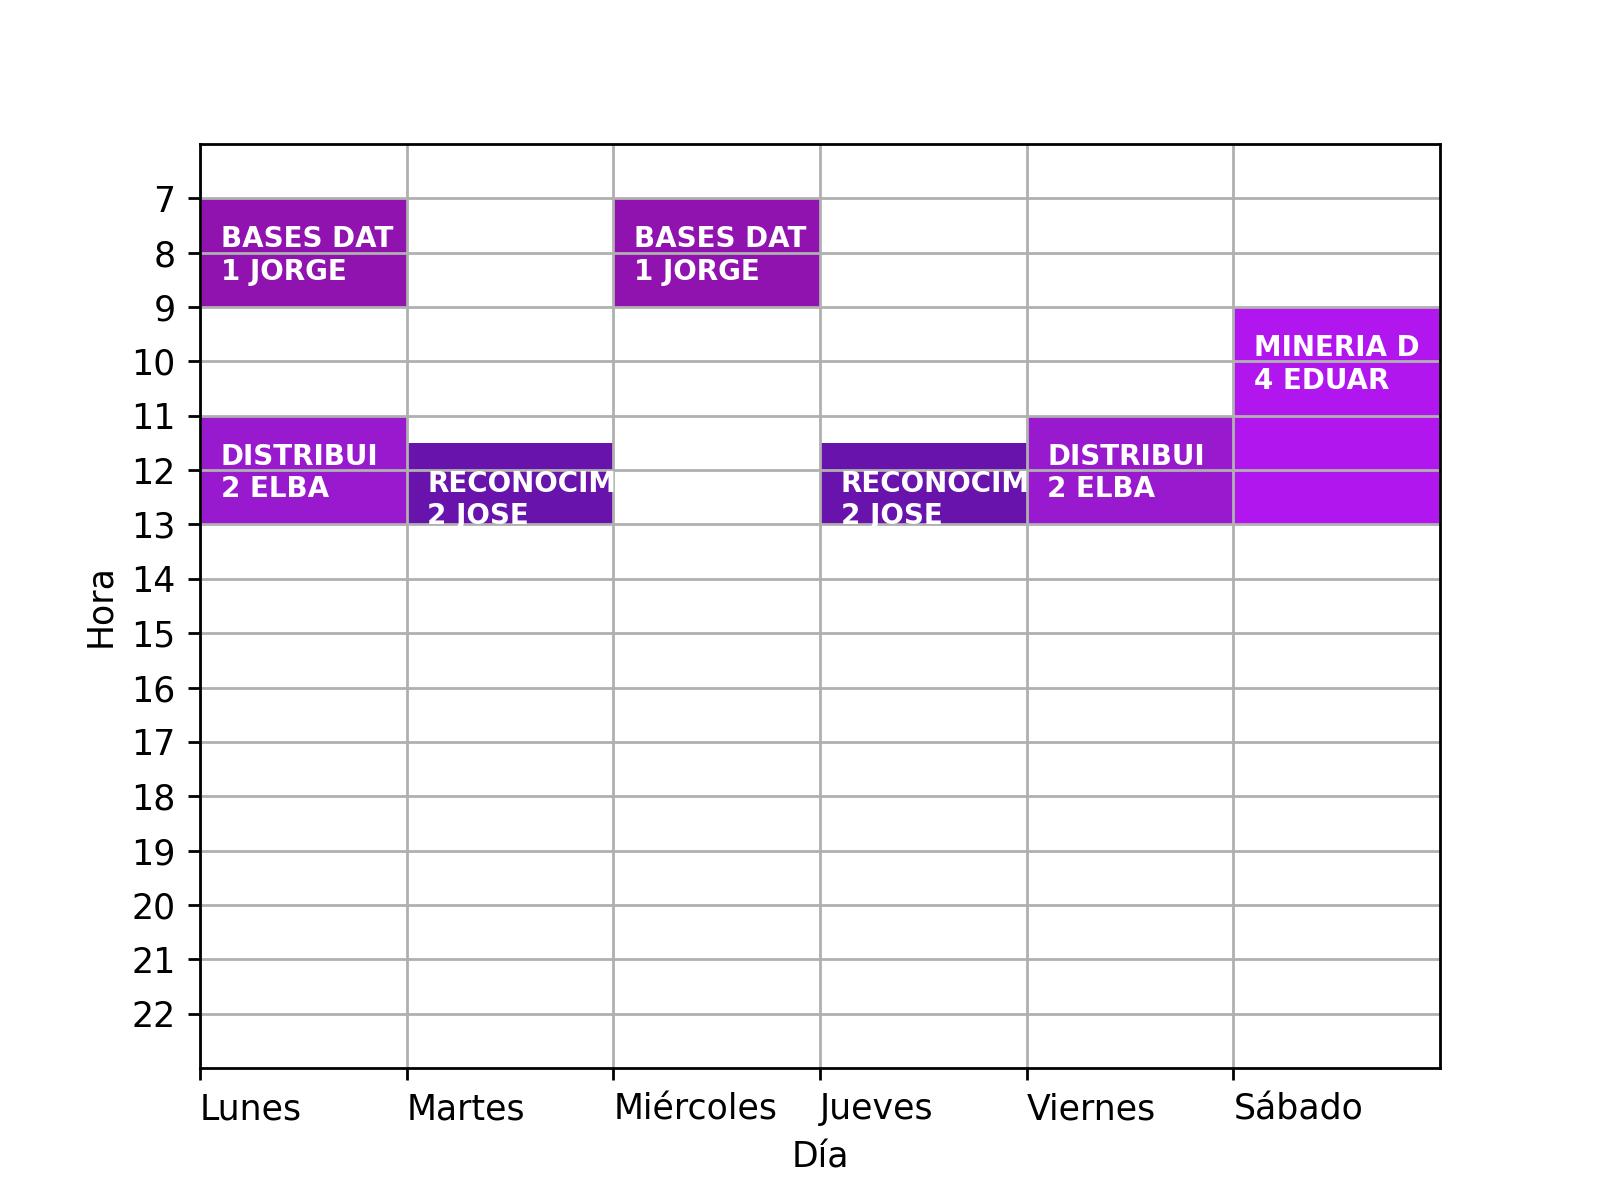 7
BASES DAT
1 JORGE
BASES DAT
1 JORGE
8
9
MINERIA D
4 EDUAR
10
11
DISTRIBUI
2 ELBA
RECONOCIM
2 JOSE
RECONOCIM
2 JOSE
DISTRIBUI
2 ELBA
12
13
14
Hora
15
16
17
18
19
20
21
22
Lunes
Martes
Miércoles
Jueves
Viernes
Sábado
Día